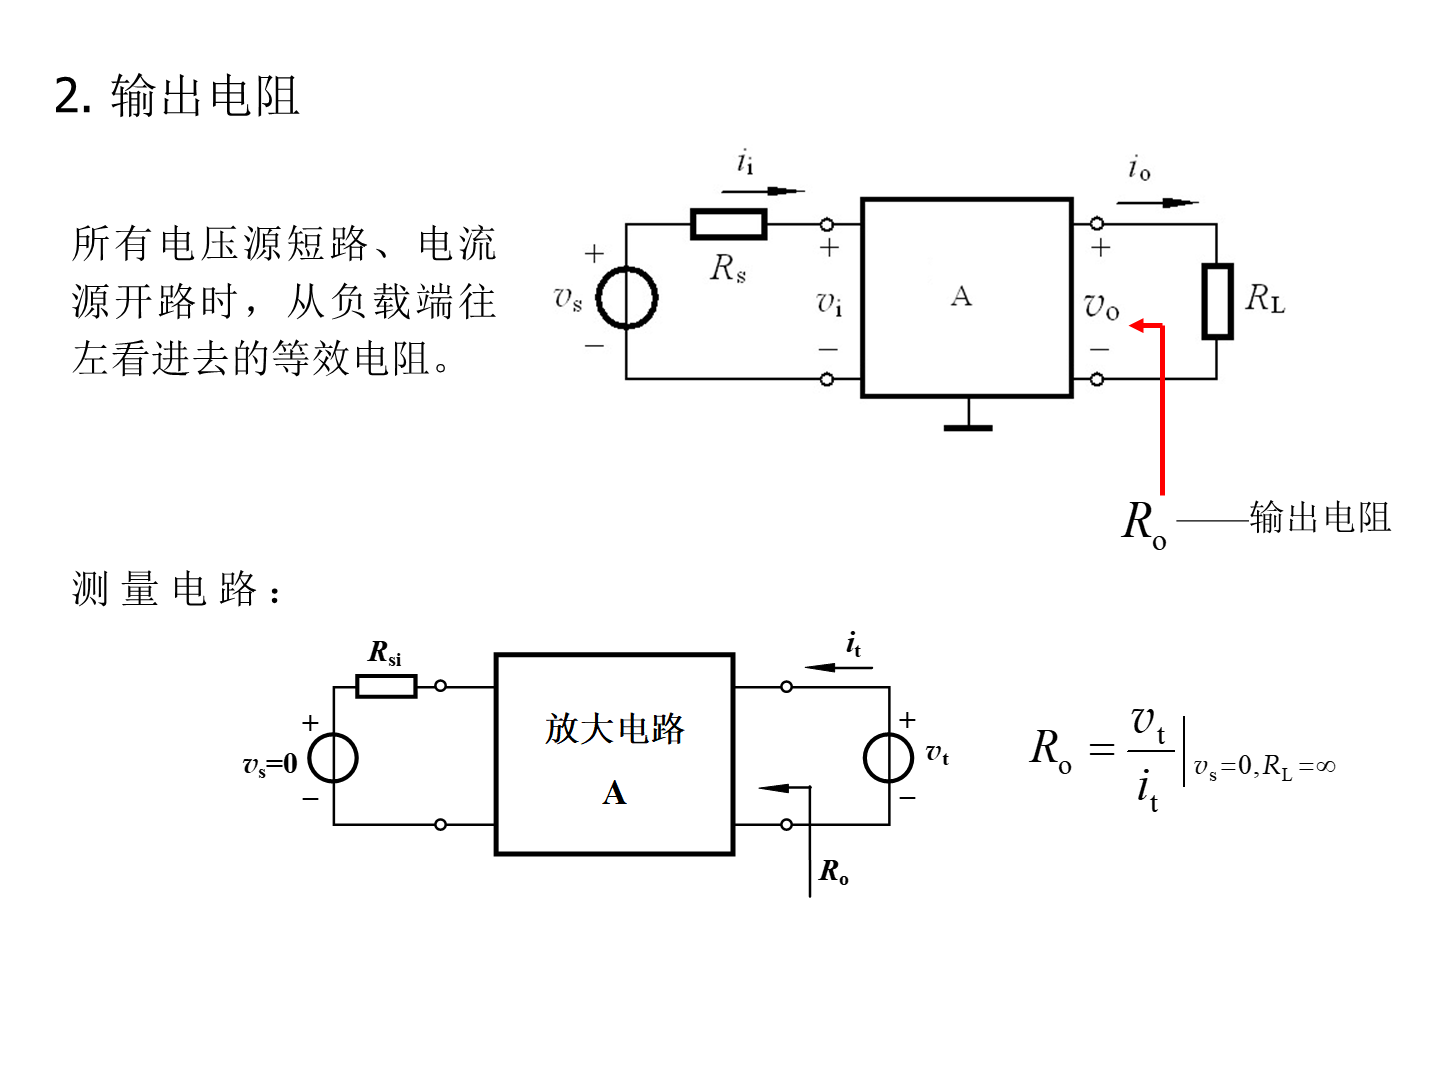 2. 输出电阻
所有电压源短路、电流
源开路时，从负载端往
左看进去的等效电阻。
i_i
i_o
+
R_s
v_s
−
+
v_i
−
A
+
v_o
−
R_L
R_o ——输出电阻
测量电路：
R_si
+
v_s=0
−
放大电路
A
i_t
+
v_t
−
R_o
R_o = v_t / i_t | v_s=0, R_L=∞